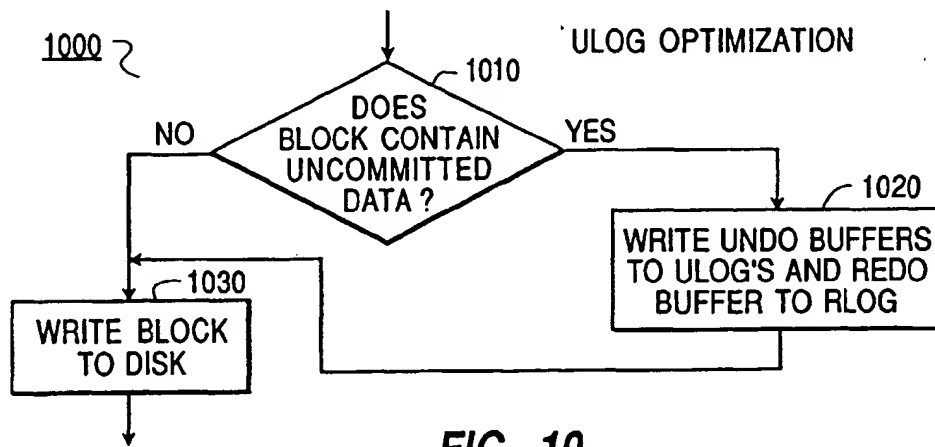 1000
ULOG OPTIMIZATION
1010
DOES
BLOCK CONTAIN
UNCOMMITTED
DATA ?
NO
YES
1020
WRITE UNDO BUFFERS
TO ULOG'S AND REDO
BUFFER TO RLOG
1030
WRITE BLOCK
TO DISK
FIG. 10